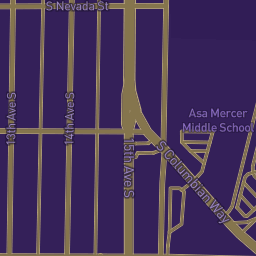 S Nevada St
Asa Mercer
Middle School
13th Ave S
14th Ave S
15th Ave S
S Columbian Way